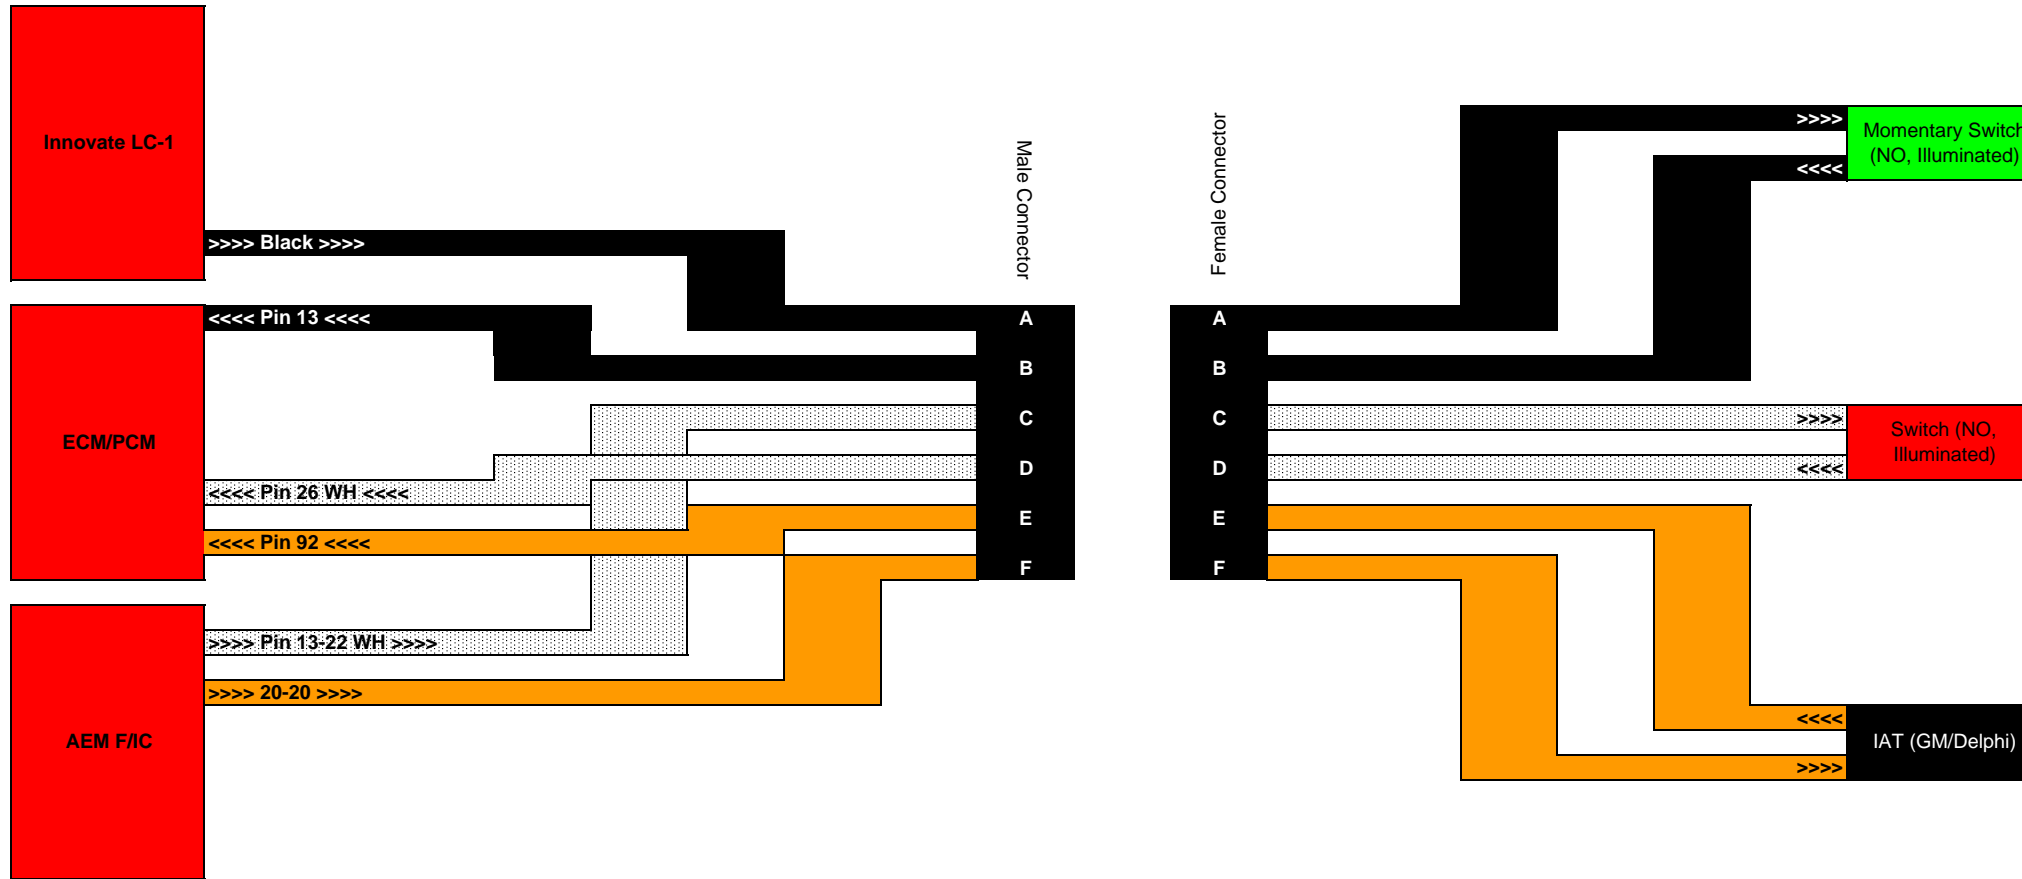 Innovate LC-1
>>>> Black >>>>
ECM/PCM
<<<< Pin 13 <<<<
<<<< Pin 26 WH <<<<
<<<< Pin 92 <<<<
AEM F/IC
>>>> Pin 13-22 WH >>>>
>>>> 20-20 >>>>
Male Connector
A
B
C
D
E
F
Female Connector
A
B
C
D
E
F
>>>>
<<<<
Momentary Switch
(NO, Illuminated)
>>>>
<<<<
Switch (NO,
Illuminated)
<<<<
>>>>
IAT (GM/Delphi)